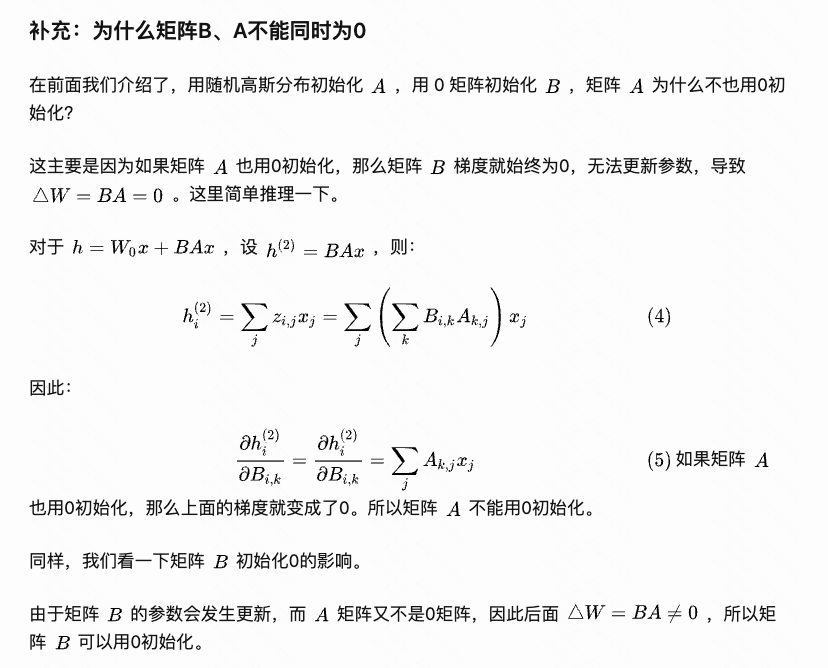 补充：为什么矩阵B、A不能同时为0
在前面我们介绍了，用随机高斯分布初始化 A ，用 0 矩阵初始化 B ，矩阵 A 为什么不也用0初
始化？
这主要是因为如果矩阵 A 也用0初始化，那么矩阵 B 梯度就始终为0，无法更新参数，导致
△W = BA = 0 。这里简单推理一下。
对于 h = W₀x + BAx ，设 h⁽²⁾ = BAx ，则：
h_i^{(2)} = \sum_j z_{i,j}x_j = \sum_j \left( \sum_k B_{i,k}A_{k,j} \right) x_j (4)
因此：
\frac{\partial h_i^{(2)}}{\partial B_{i,k}} = \frac{\partial h_i^{(2)}}{\partial B_{i,k}} = \sum_j A_{k,j}x_j (5) 如果矩阵 A
也用0初始化，那么上面的梯度就变成了0。所以矩阵 A 不能用0初始化。
同样，我们看一下矩阵 B 初始化0的影响。
由于矩阵 B 的参数会发生更新，而 A 矩阵又不是0矩阵，因此后面 △W = BA ≠ 0 ，所以矩
阵 B 可以用0初始化。